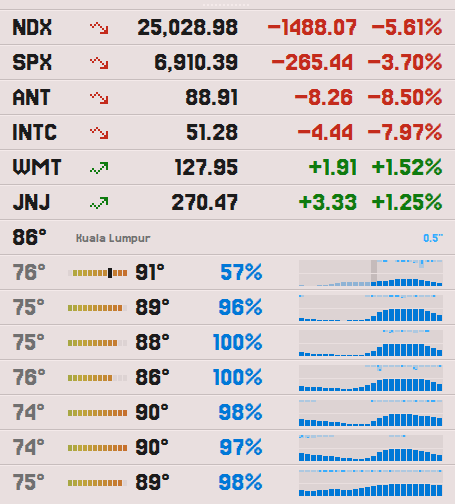 NDX 25,028.98 −1488.07 −5.61%
SPX 6,910.39 −265.44 −3.70%
ANT 88.91 −8.26 −8.50%
INTC 51.28 −4.44 −7.97%
WMT 127.95 +1.91 +1.52%
JNJ 270.47 +3.33 +1.25%
86° Kuala Lumpur 0.5"
76° 91° 57%
75° 89° 96%
75° 88° 100%
76° 86° 100%
74° 90° 98%
74° 90° 97%
75° 89° 98%